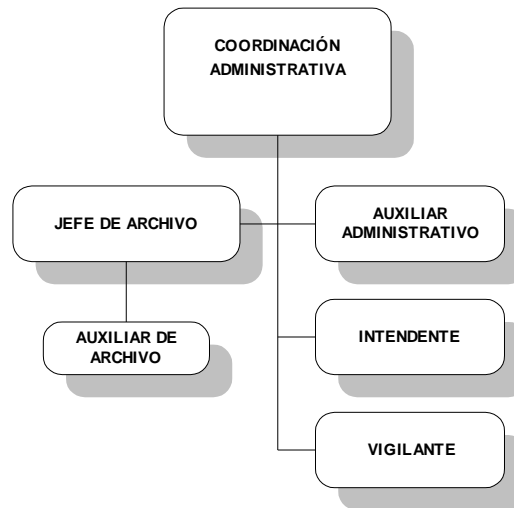 COORDINACIÓN
ADMINISTRATIVA
JEFE DE ARCHIVO
AUXILIAR
ADMINISTRATIVO
AUXILIAR DE
ARCHIVO
INTENDENTE
VIGILANTE